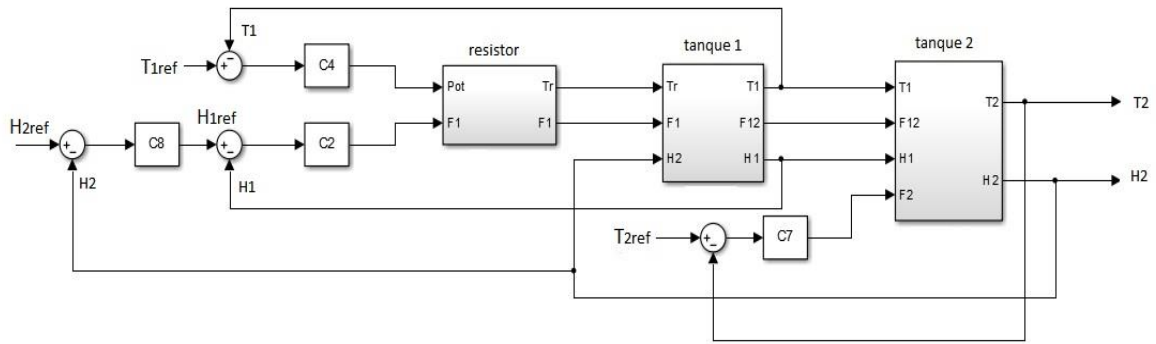 T1
tanque 1
tanque 2
resistor
T1ref
+
-
C4
Pot
Tr
Tr
T1
T1
T2
T2
H2ref
+
-
C8
H1ref
+
-
C2
F1
F1
F1
F12
F12
H2
H1
H1
H2
H2
H2
H1
F2
T2ref
+
-
C7